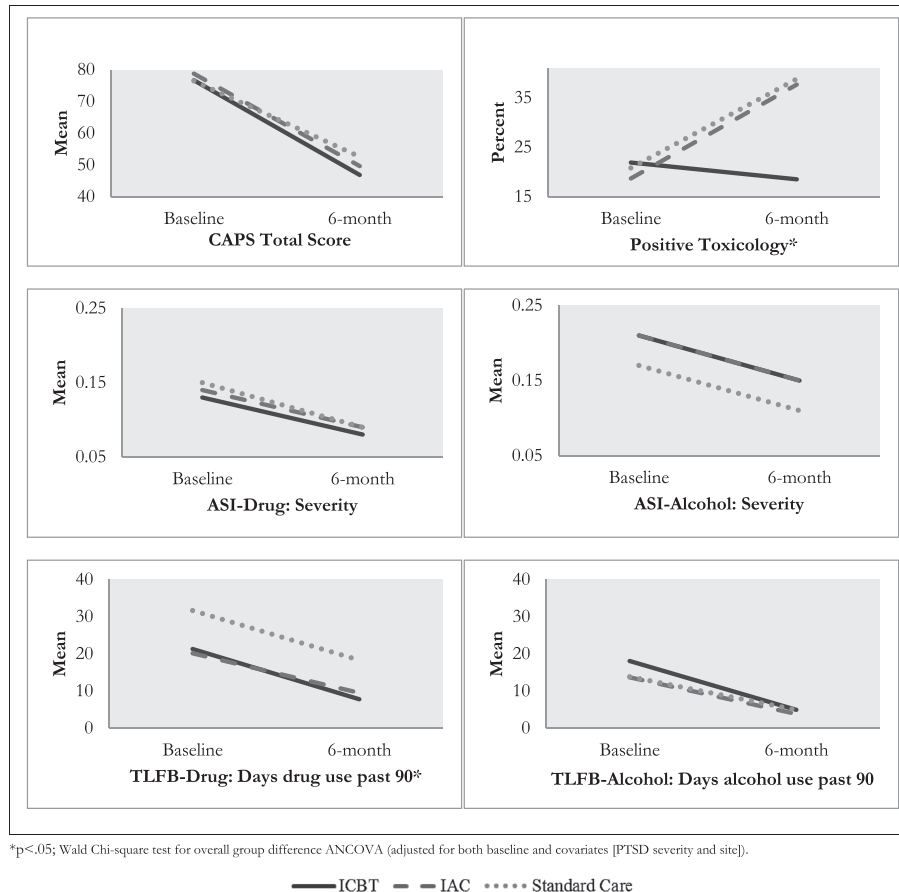 80
70
60
50
40
Mean
Baseline 6-month
CAPS Total Score
35
25
15
Percent
Baseline 6-month
Positive Toxicology*
0.25
0.15
0.05
Mean
Baseline 6-month
ASI-Drug: Severity
0.25
0.15
0.05
Mean
Baseline 6-month
ASI-Alcohol: Severity
40
30
20
10
0
Mean
Baseline 6-month
TLFB-Drug: Days drug use past 90*
40
30
20
10
0
Mean
Baseline 6-month
TLFB-Alcohol: Days alcohol use past 90
*p<.05; Wald Chi-square test for overall group difference ANCOVA (adjusted for both baseline and covariates [PTSD severity and site]).
ICBT IAC Standard Care